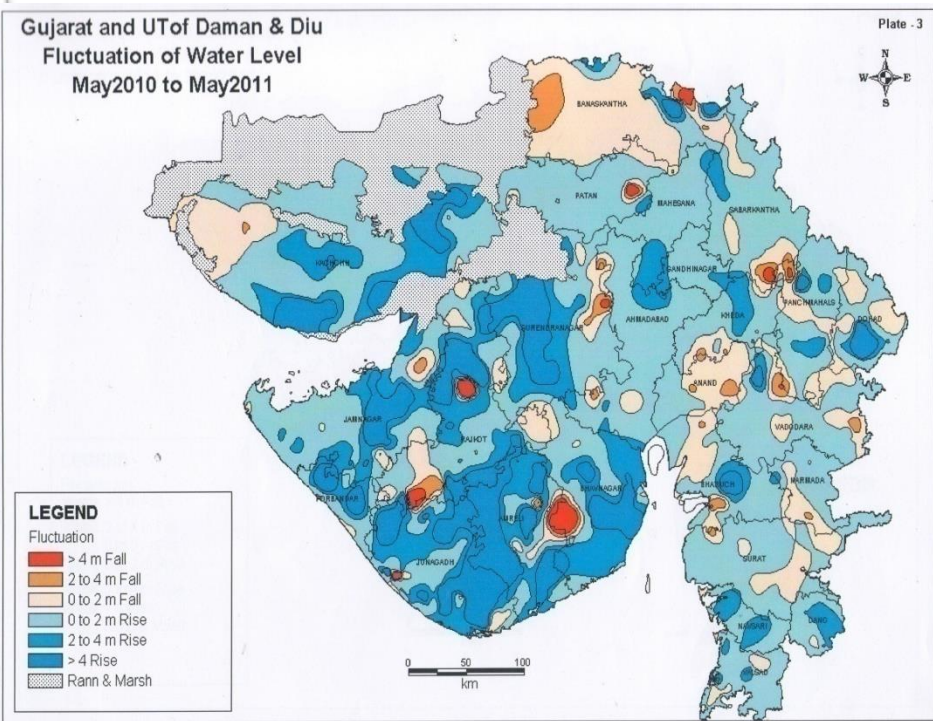 Gujarat and UTof Daman & Diu
Fluctuation of Water Level
May2010 to May2011
Plate - 3
N
W E
S
BANASKANTHA
PATAN
MAHESANA
SABARKANTHA
KACHCHH
GANDHINAGAR
PANCHMAHALS
SURENDRANAGAR
AHMADABAD
KHEDA
DOHAD
ANAND
JAMNAGAR
RAJKOT
VADODARA
PORBANDAR
AMRELI
BHAVNAGAR
BHARUCH
NARMADA
JUNAGADH
SURAT
NAVSARI
DANG
VALSAD
LEGEND
Fluctuation
> 4 m Fall
2 to 4 m Fall
0 to 2 m Fall
0 to 2 m Rise
2 to 4 m Rise
> 4 Rise
Rann & Marsh
0 50 100
km